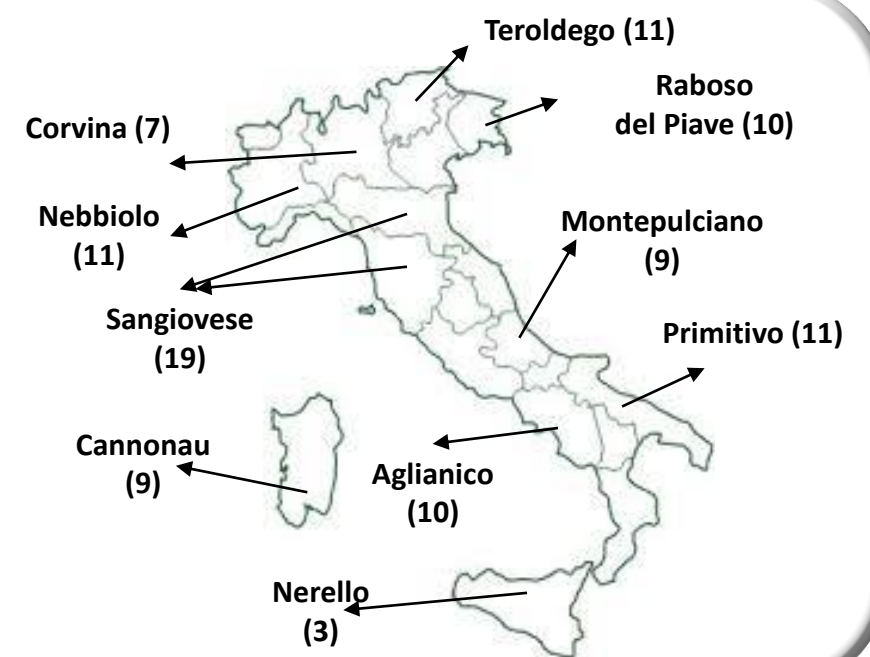 Teroldego (11)
Raboso
del Piave (10)
Corvina (7)
Nebbiolo
(11)
Montepulciano
(9)
Sangiovese
(19)
Primitivo (11)
Cannonau
(9)
Aglianico
(10)
Nerello
(3)